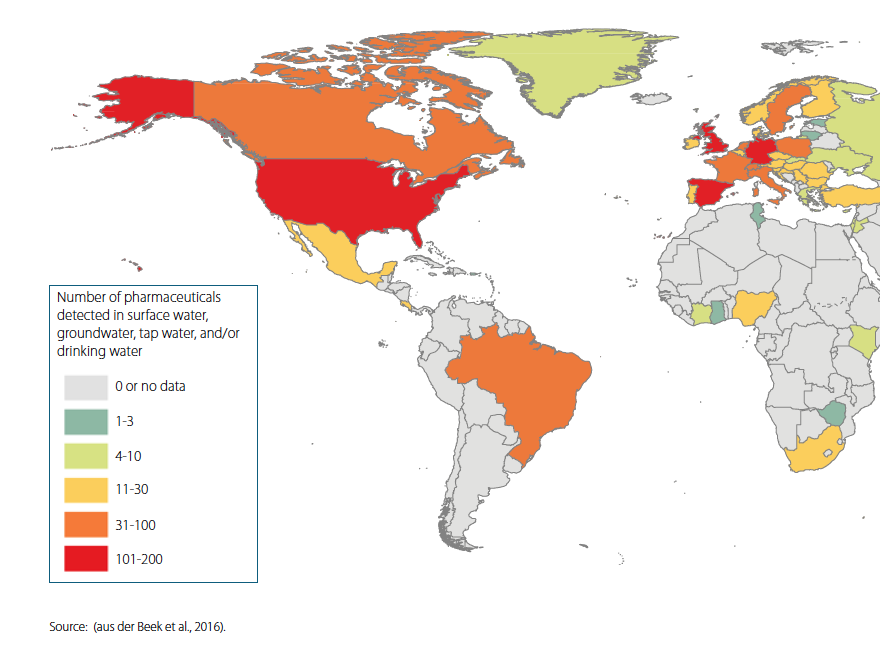 Number of pharmaceuticals
detected in surface water,
groundwater, tap water, and/or
drinking water
0 or no data
1-3
4-10
11-30
31-100
101-200
Source: (aus der Beek et al., 2016).